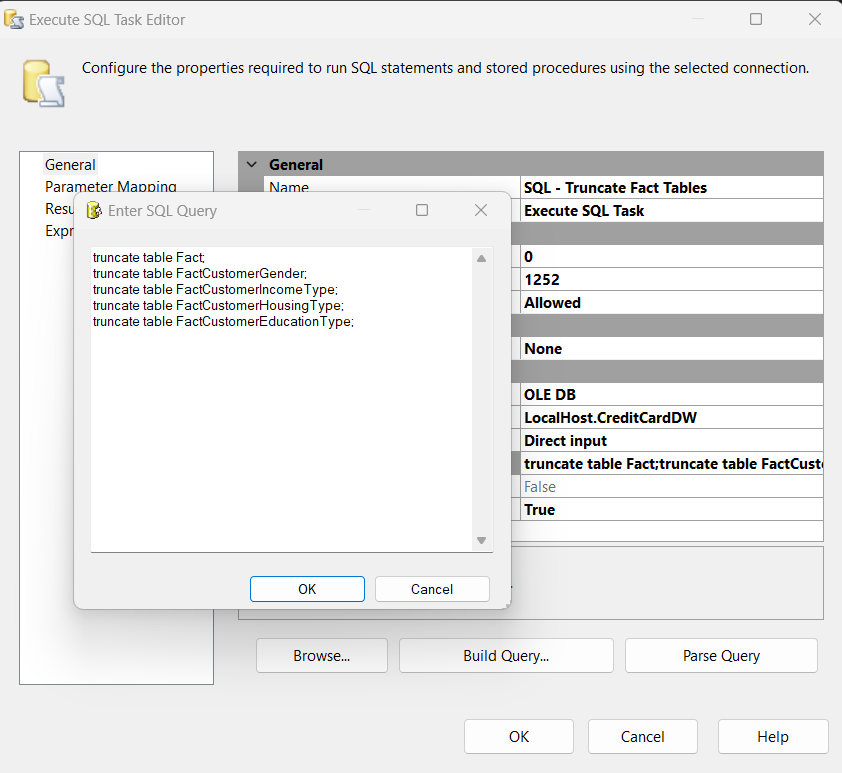 Execute SQL Task Editor
Configure the properties required to run SQL statements and stored procedures using the selected connection.
General
Parameter Mapping
General
Name
SQL - Truncate Fact Tables
Execute SQL Task
0
1252
Allowed
None
OLE DB
LocalHost.CreditCardDW
Direct input
truncate table Fact;truncate table
False
True
Enter SQL Query
truncate table Fact;
truncate table FactCustomerGender;
truncate table FactCustomerIncomeType;
truncate table FactCustomerHousingType;
truncate table FactCustomerEducationType;
OK
Cancel
Browse...
Build Query...
Parse Query
OK
Cancel
Help